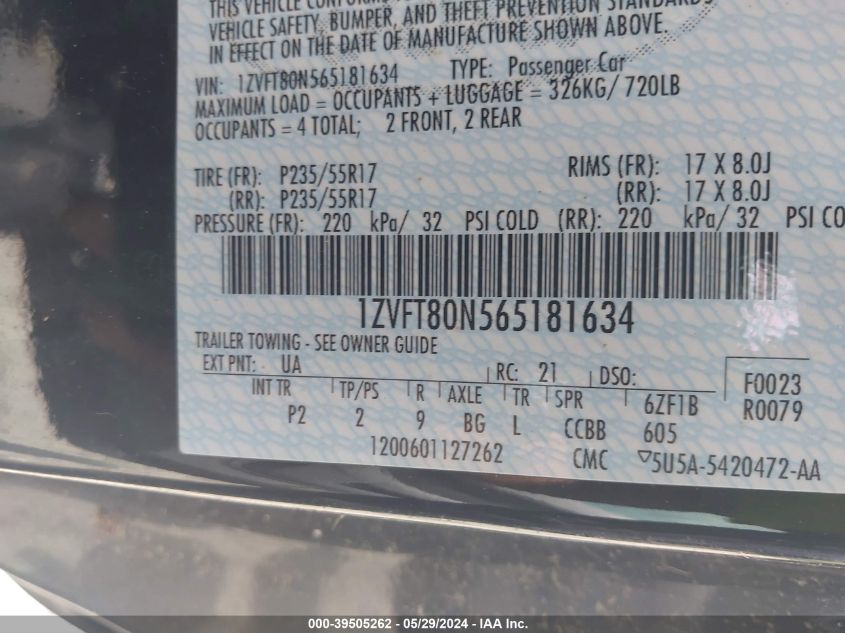 THIS VEHICLE CONFORMS
VEHICLE SAFETY, BUMPER, AND THEFT PREVENTION STANDARDS
IN EFFECT ON THE DATE OF MANUFACTURE SHOWN ABOVE.
VIN: 1ZVFT80N565181634 TYPE: Passenger Car
MAXIMUM LOAD = OCCUPANTS + LUGGAGE = 326KG/ 720LB
OCCUPANTS = 4 TOTAL; 2 FRONT, 2 REAR
TIRE (FR): P235/55R17 RIMS (FR): 17 X 8.0J
(RR): P235/55R17 (RR): 17 X 8.0J
PRESSURE (FR): 220 kPa/ 32 PSI COLD (RR): 220 kPa/ 32 PSI CO
1ZVFT80N565181634
TRAILER TOWING - SEE OWNER GUIDE
EXT PNT: UA RC: 21 DSO: F0023
INT TR TP/PS R AXLE TR SPR 6ZF1B R0079
P2 2 9 BG L CCBB 605
1200601127262 CMC ▽5U5A-5420472-AA
000-39505262 - 05/29/2024 - IAA Inc.